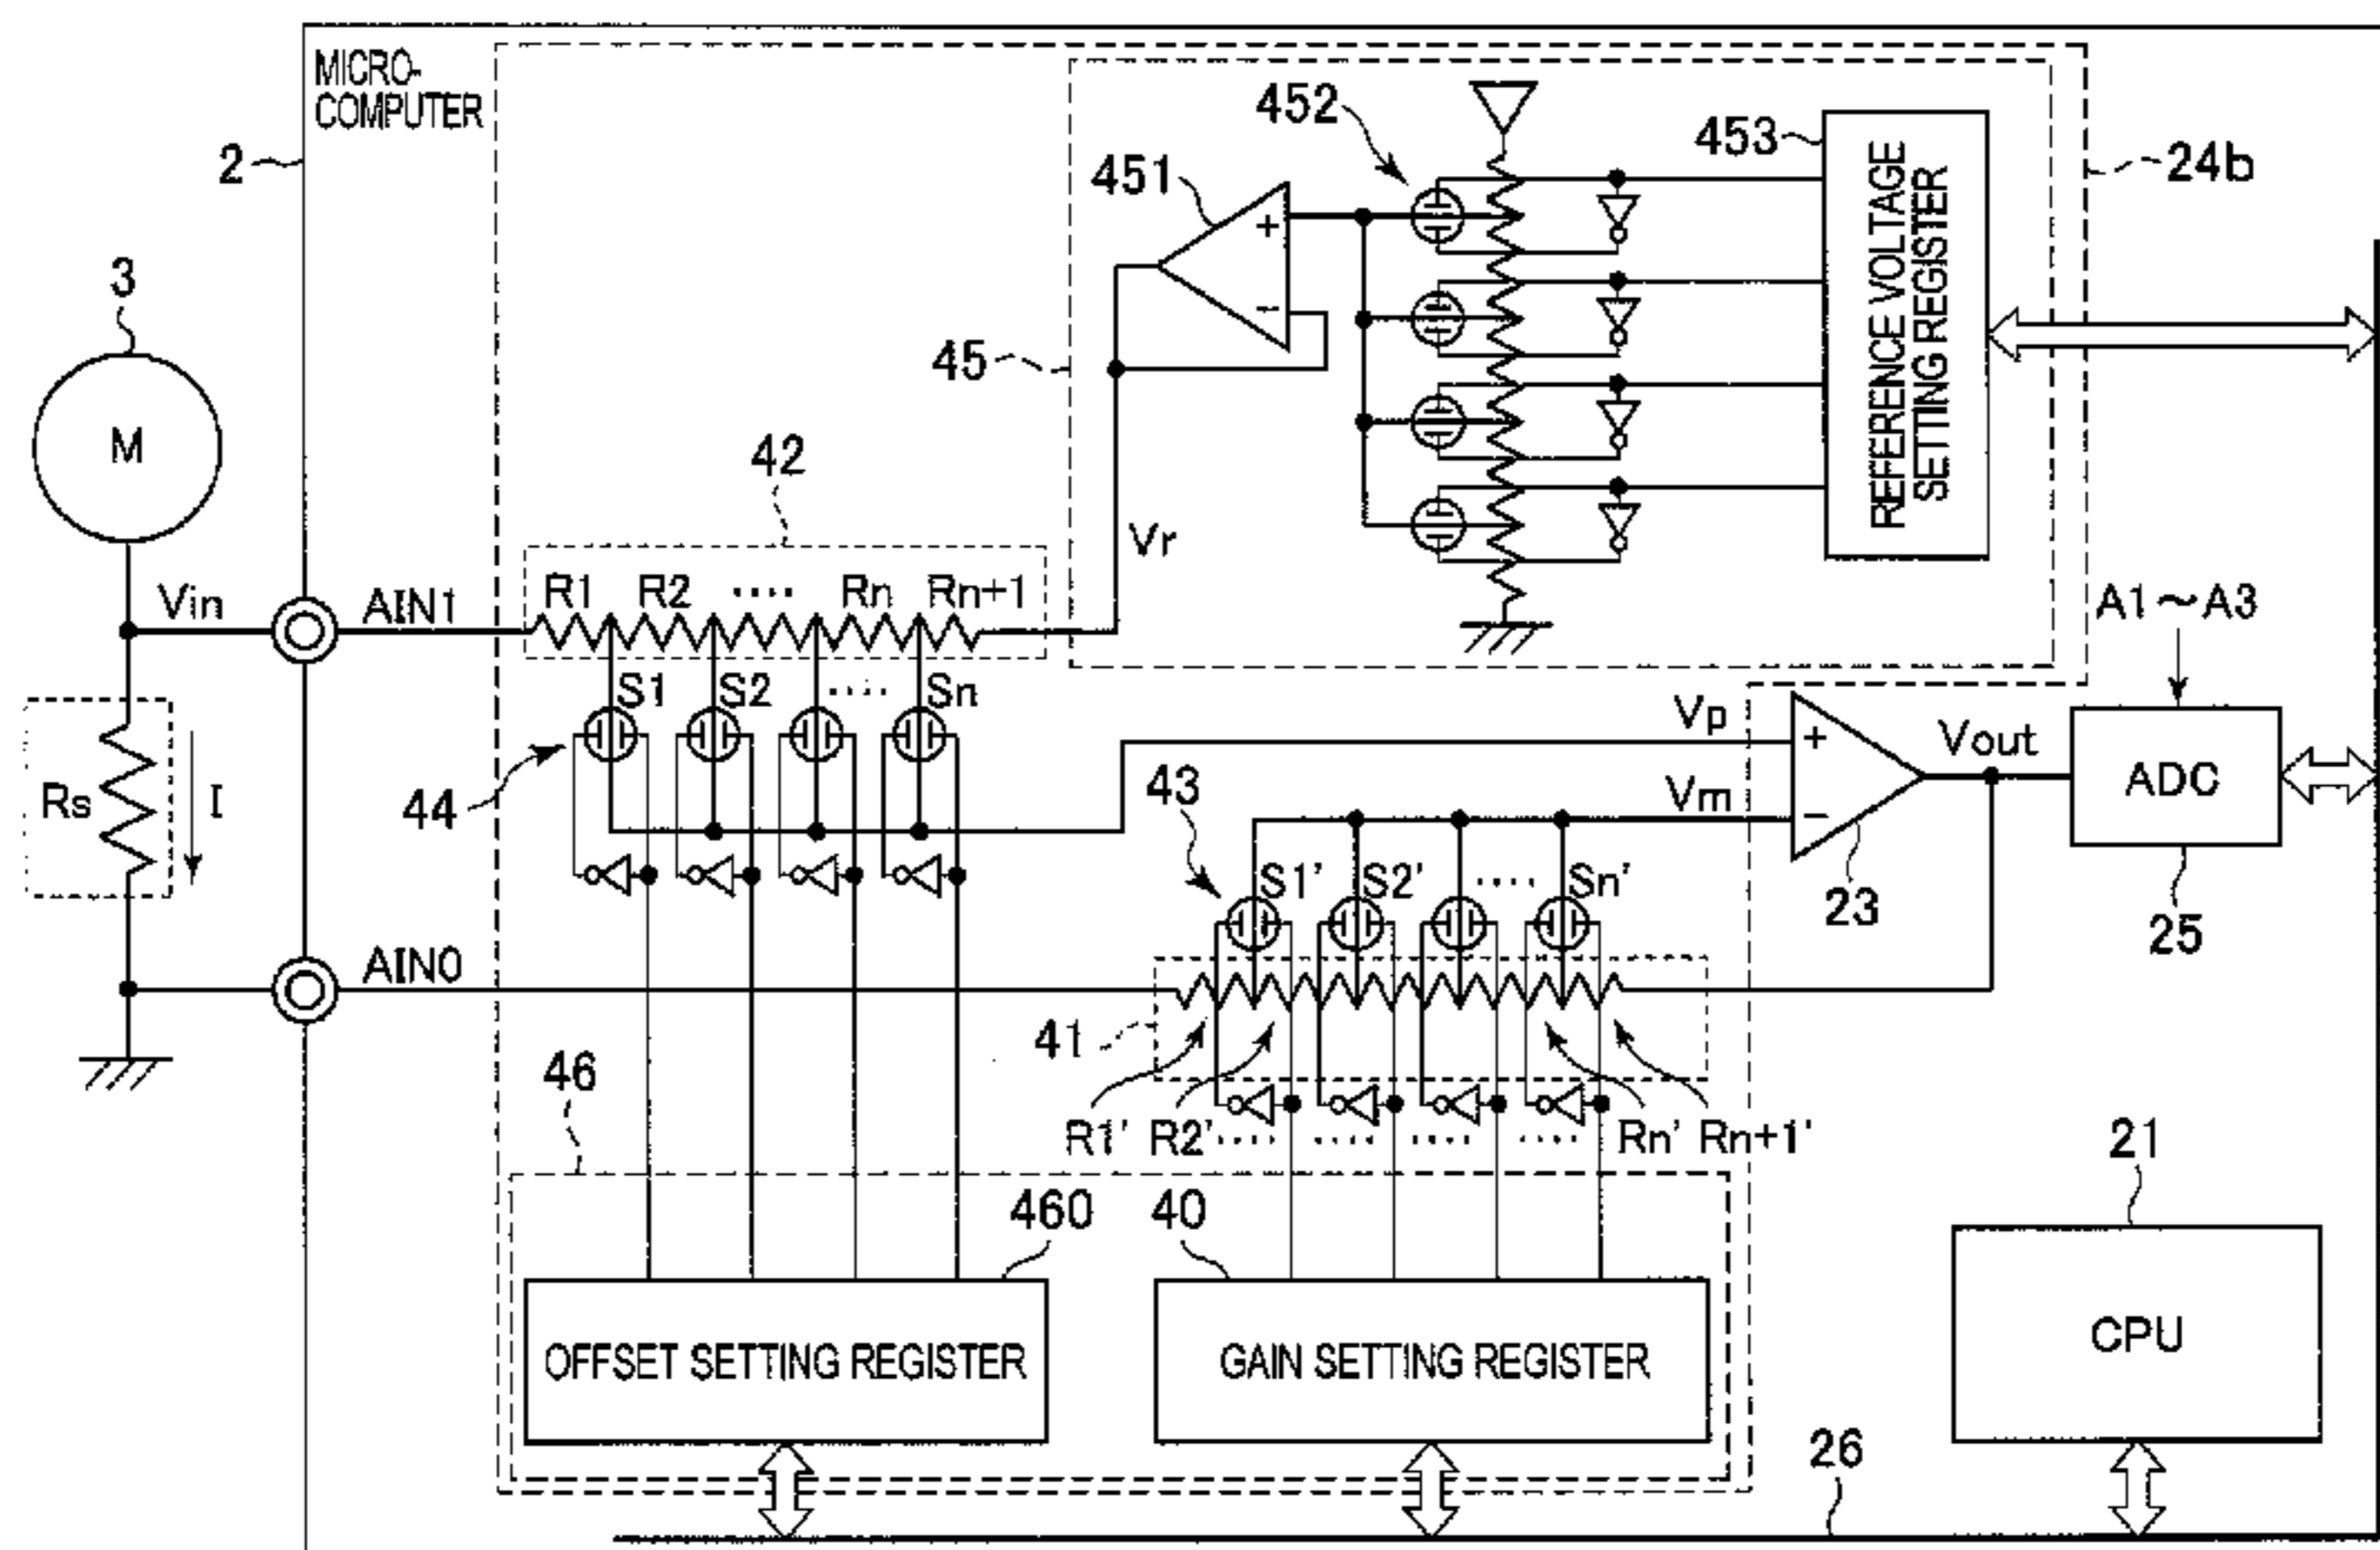 MICRO-
COMPUTER
2
452
453
24b
451
REFERENCE VOLTAGE
SETTING REGISTER
+
−
3
M
45
42
Vr
Vin
AIN1
R1 R2 ···· Rn Rn+1
A1～A3
S1 S2 ···· Sn
Vp
+
Vout
ADC
Rs
I
44
43
Vm
−
S1' S2' ···· Sn'
23
25
AIN0
41
46
R1' R2' ···· ···· ···· ···· Rn' Rn+1'
21
460
40
OFFSET SETTING REGISTER
GAIN SETTING REGISTER
CPU
26